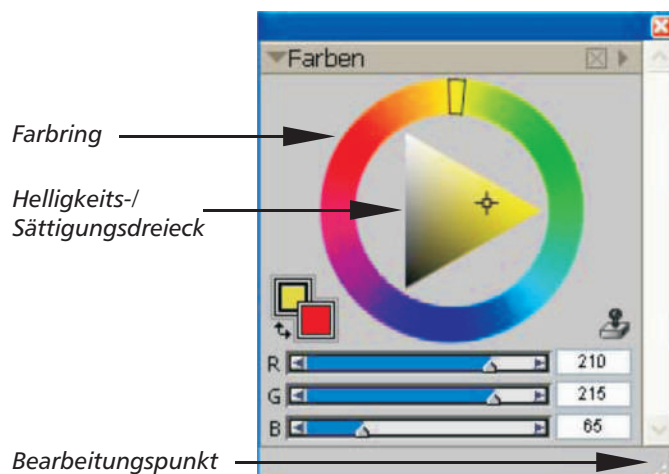 Farben
Farbring
Helligkeits-/
Sättigungsdreieck
R 210
G 215
B 65
Bearbeitungspunkt